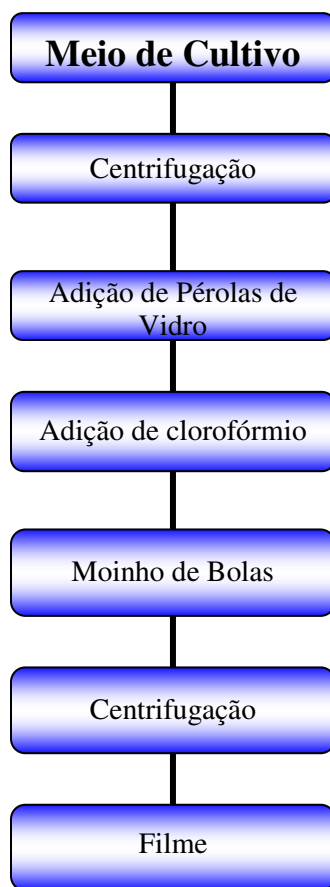 Meio de Cultivo
Centrifugação
Adição de Pérolas de
Vidro
Adição de clorofórmio
Moinho de Bolas
Centrifugação
Filme